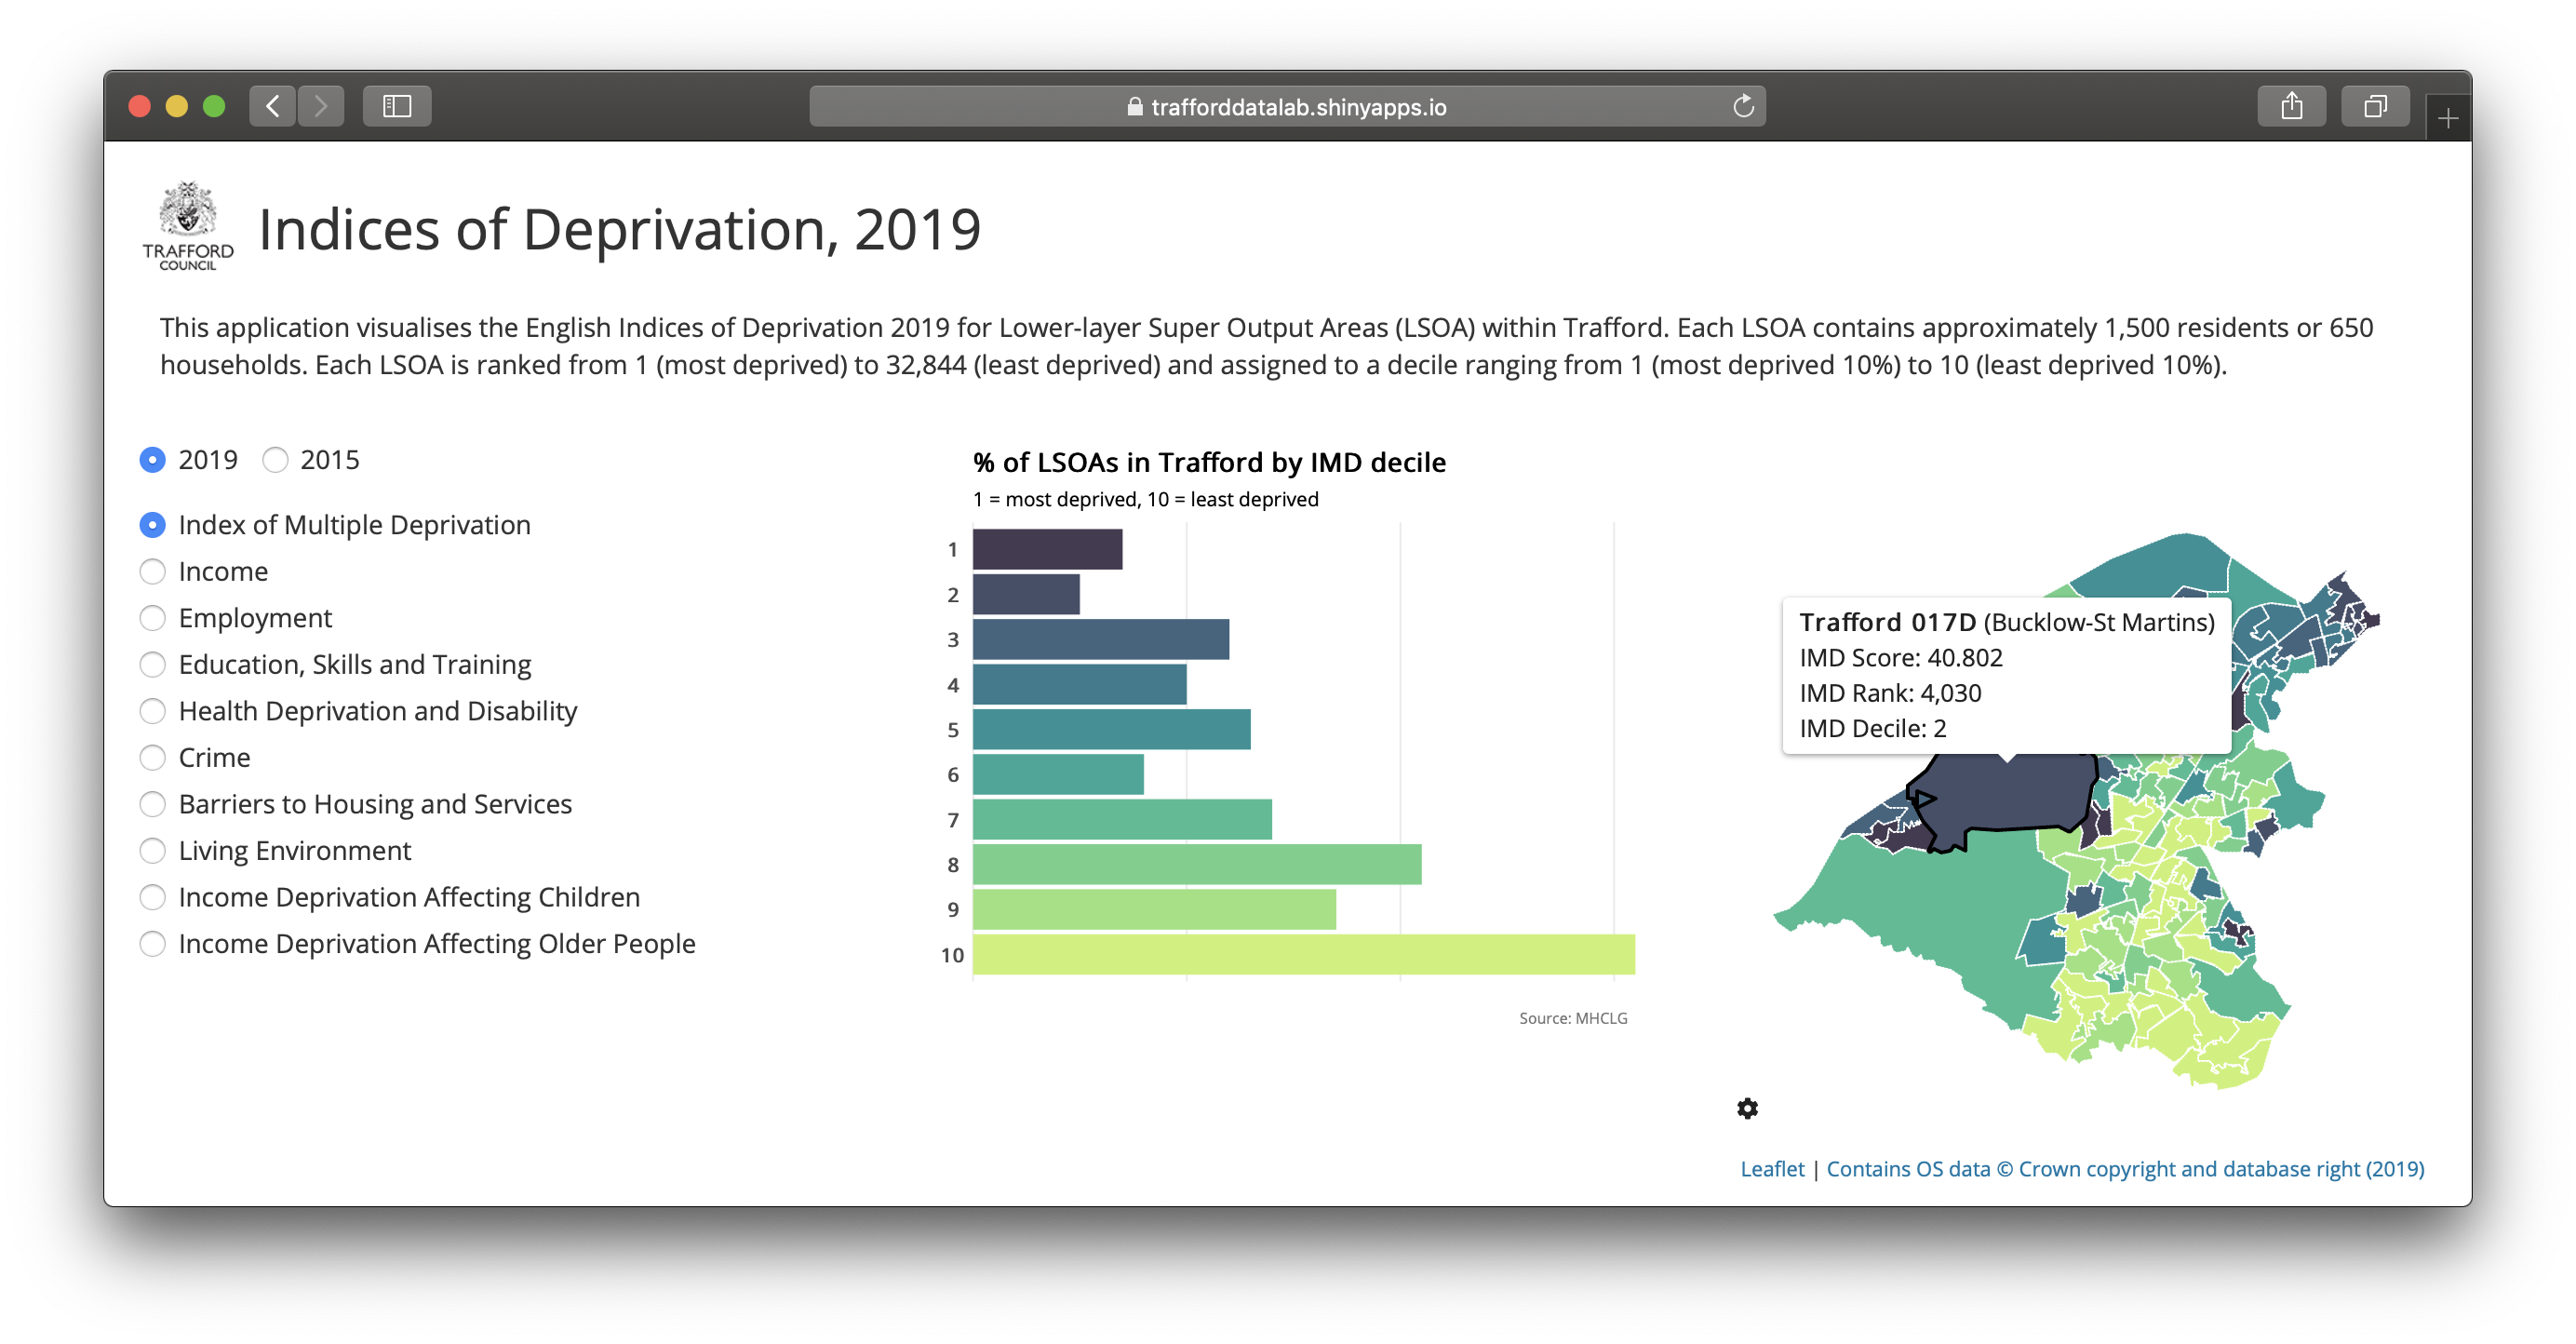 trafforddatalab.shinyapps.io
TRAFFORD
COUNCIL
Indices of Deprivation, 2019
This application visualises the English Indices of Deprivation 2019 for Lower-layer Super Output Areas (LSOA) within Trafford. Each LSOA contains approximately 1,500 residents or 650
households. Each LSOA is ranked from 1 (most deprived) to 32,844 (least deprived) and assigned to a decile ranging from 1 (most deprived 10%) to 10 (least deprived 10%).
2019 2015
Index of Multiple Deprivation
Income
Employment
Education, Skills and Training
Health Deprivation and Disability
Crime
Barriers to Housing and Services
Living Environment
Income Deprivation Affecting Children
Income Deprivation Affecting Older People
% of LSOAs in Trafford by IMD decile
1 = most deprived, 10 = least deprived
1
2
3
4
5
6
7
8
9
10
Source: MHCLG
Trafford 017D (Bucklow-St Martins)
IMD Score: 40.802
IMD Rank: 4,030
IMD Decile: 2
Leaflet | Contains OS data © Crown copyright and database right (2019)